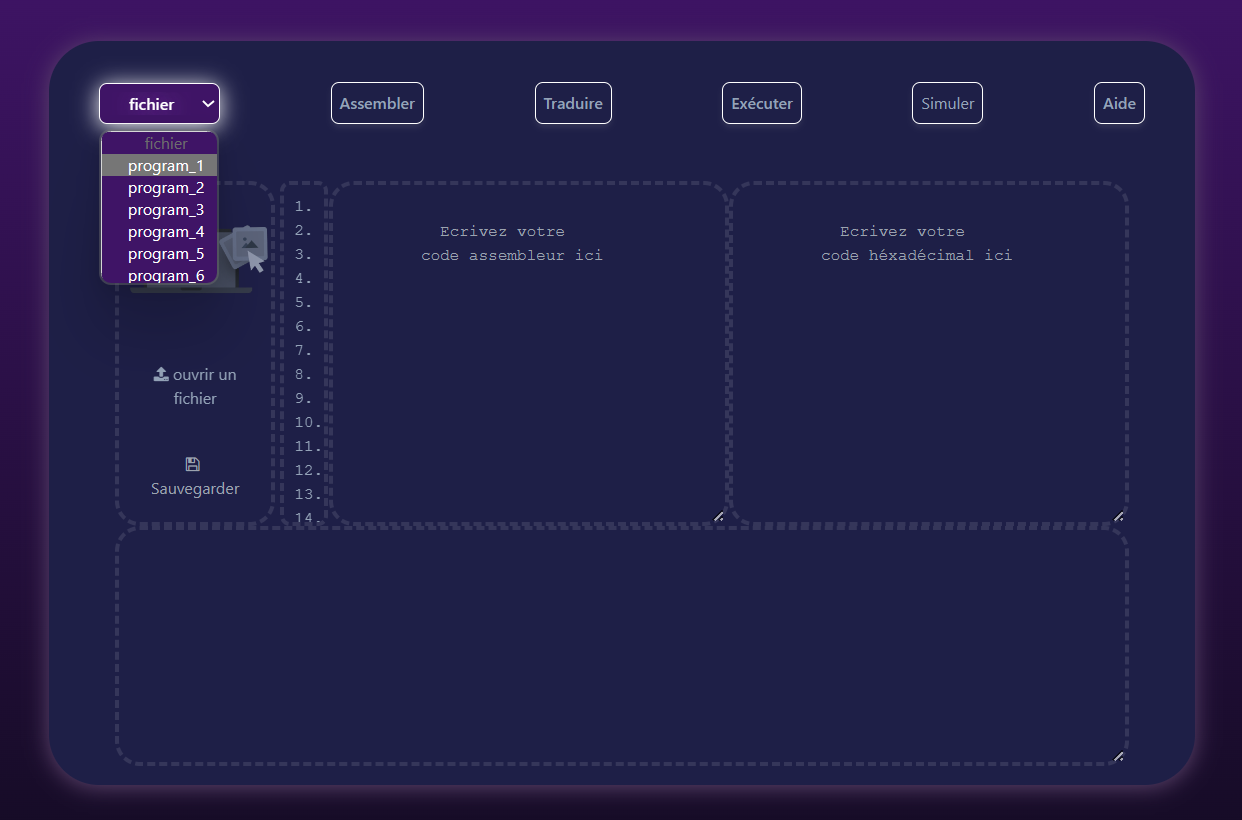 fichier
Assembler
Traduire
Exécuter
Simuler
Aide
fichier
program_1
program_2
program_3
program_4
program_5
program_6
ouvrir un
fichier
Sauvegarder
1.
2.
3.
4.
5.
6.
7.
8.
9.
10.
11.
12.
13.
14.
Ecrivez votre
code assembleur ici
Ecrivez votre
code héxadécimal ici